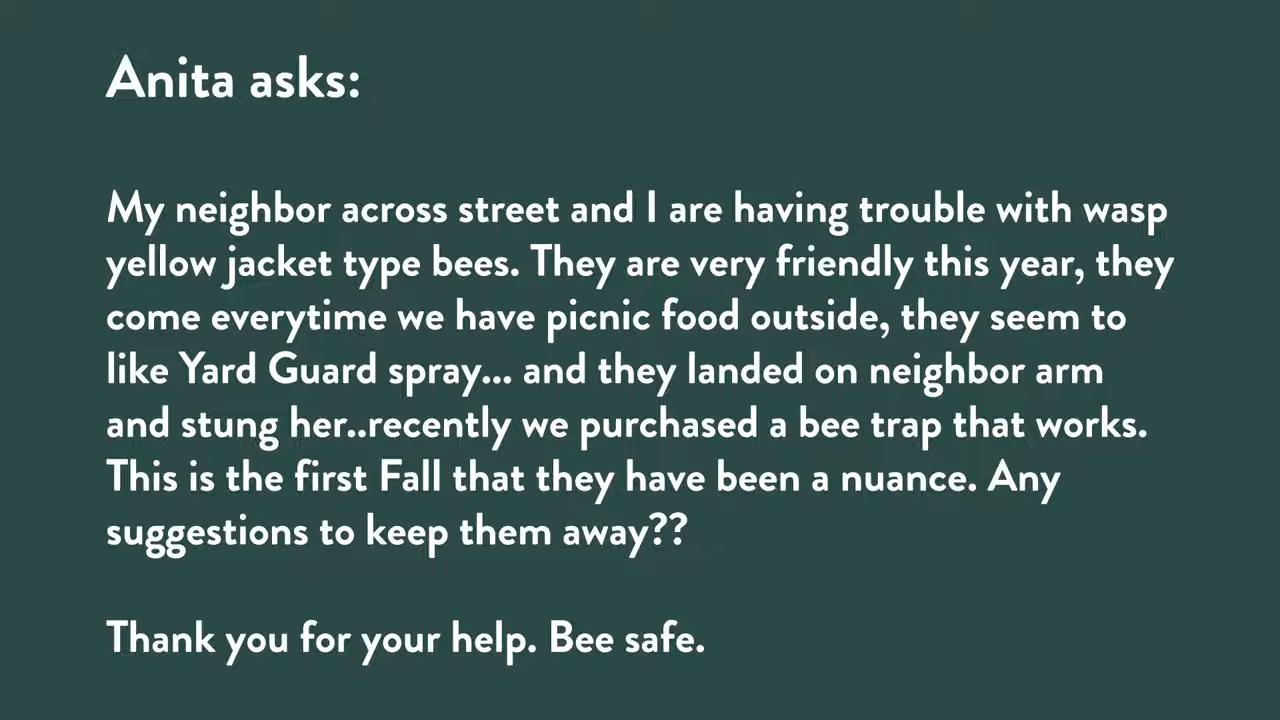 Anita asks:
My neighbor across street and I are having trouble with wasp
yellow jacket type bees. They are very friendly this year, they
come everytime we have picnic food outside, they seem to
like Yard Guard spray... and they landed on neighbor arm
and stung her..recently we purchased a bee trap that works.
This is the first Fall that they have been a nuance. Any
suggestions to keep them away??
Thank you for your help. Bee safe.